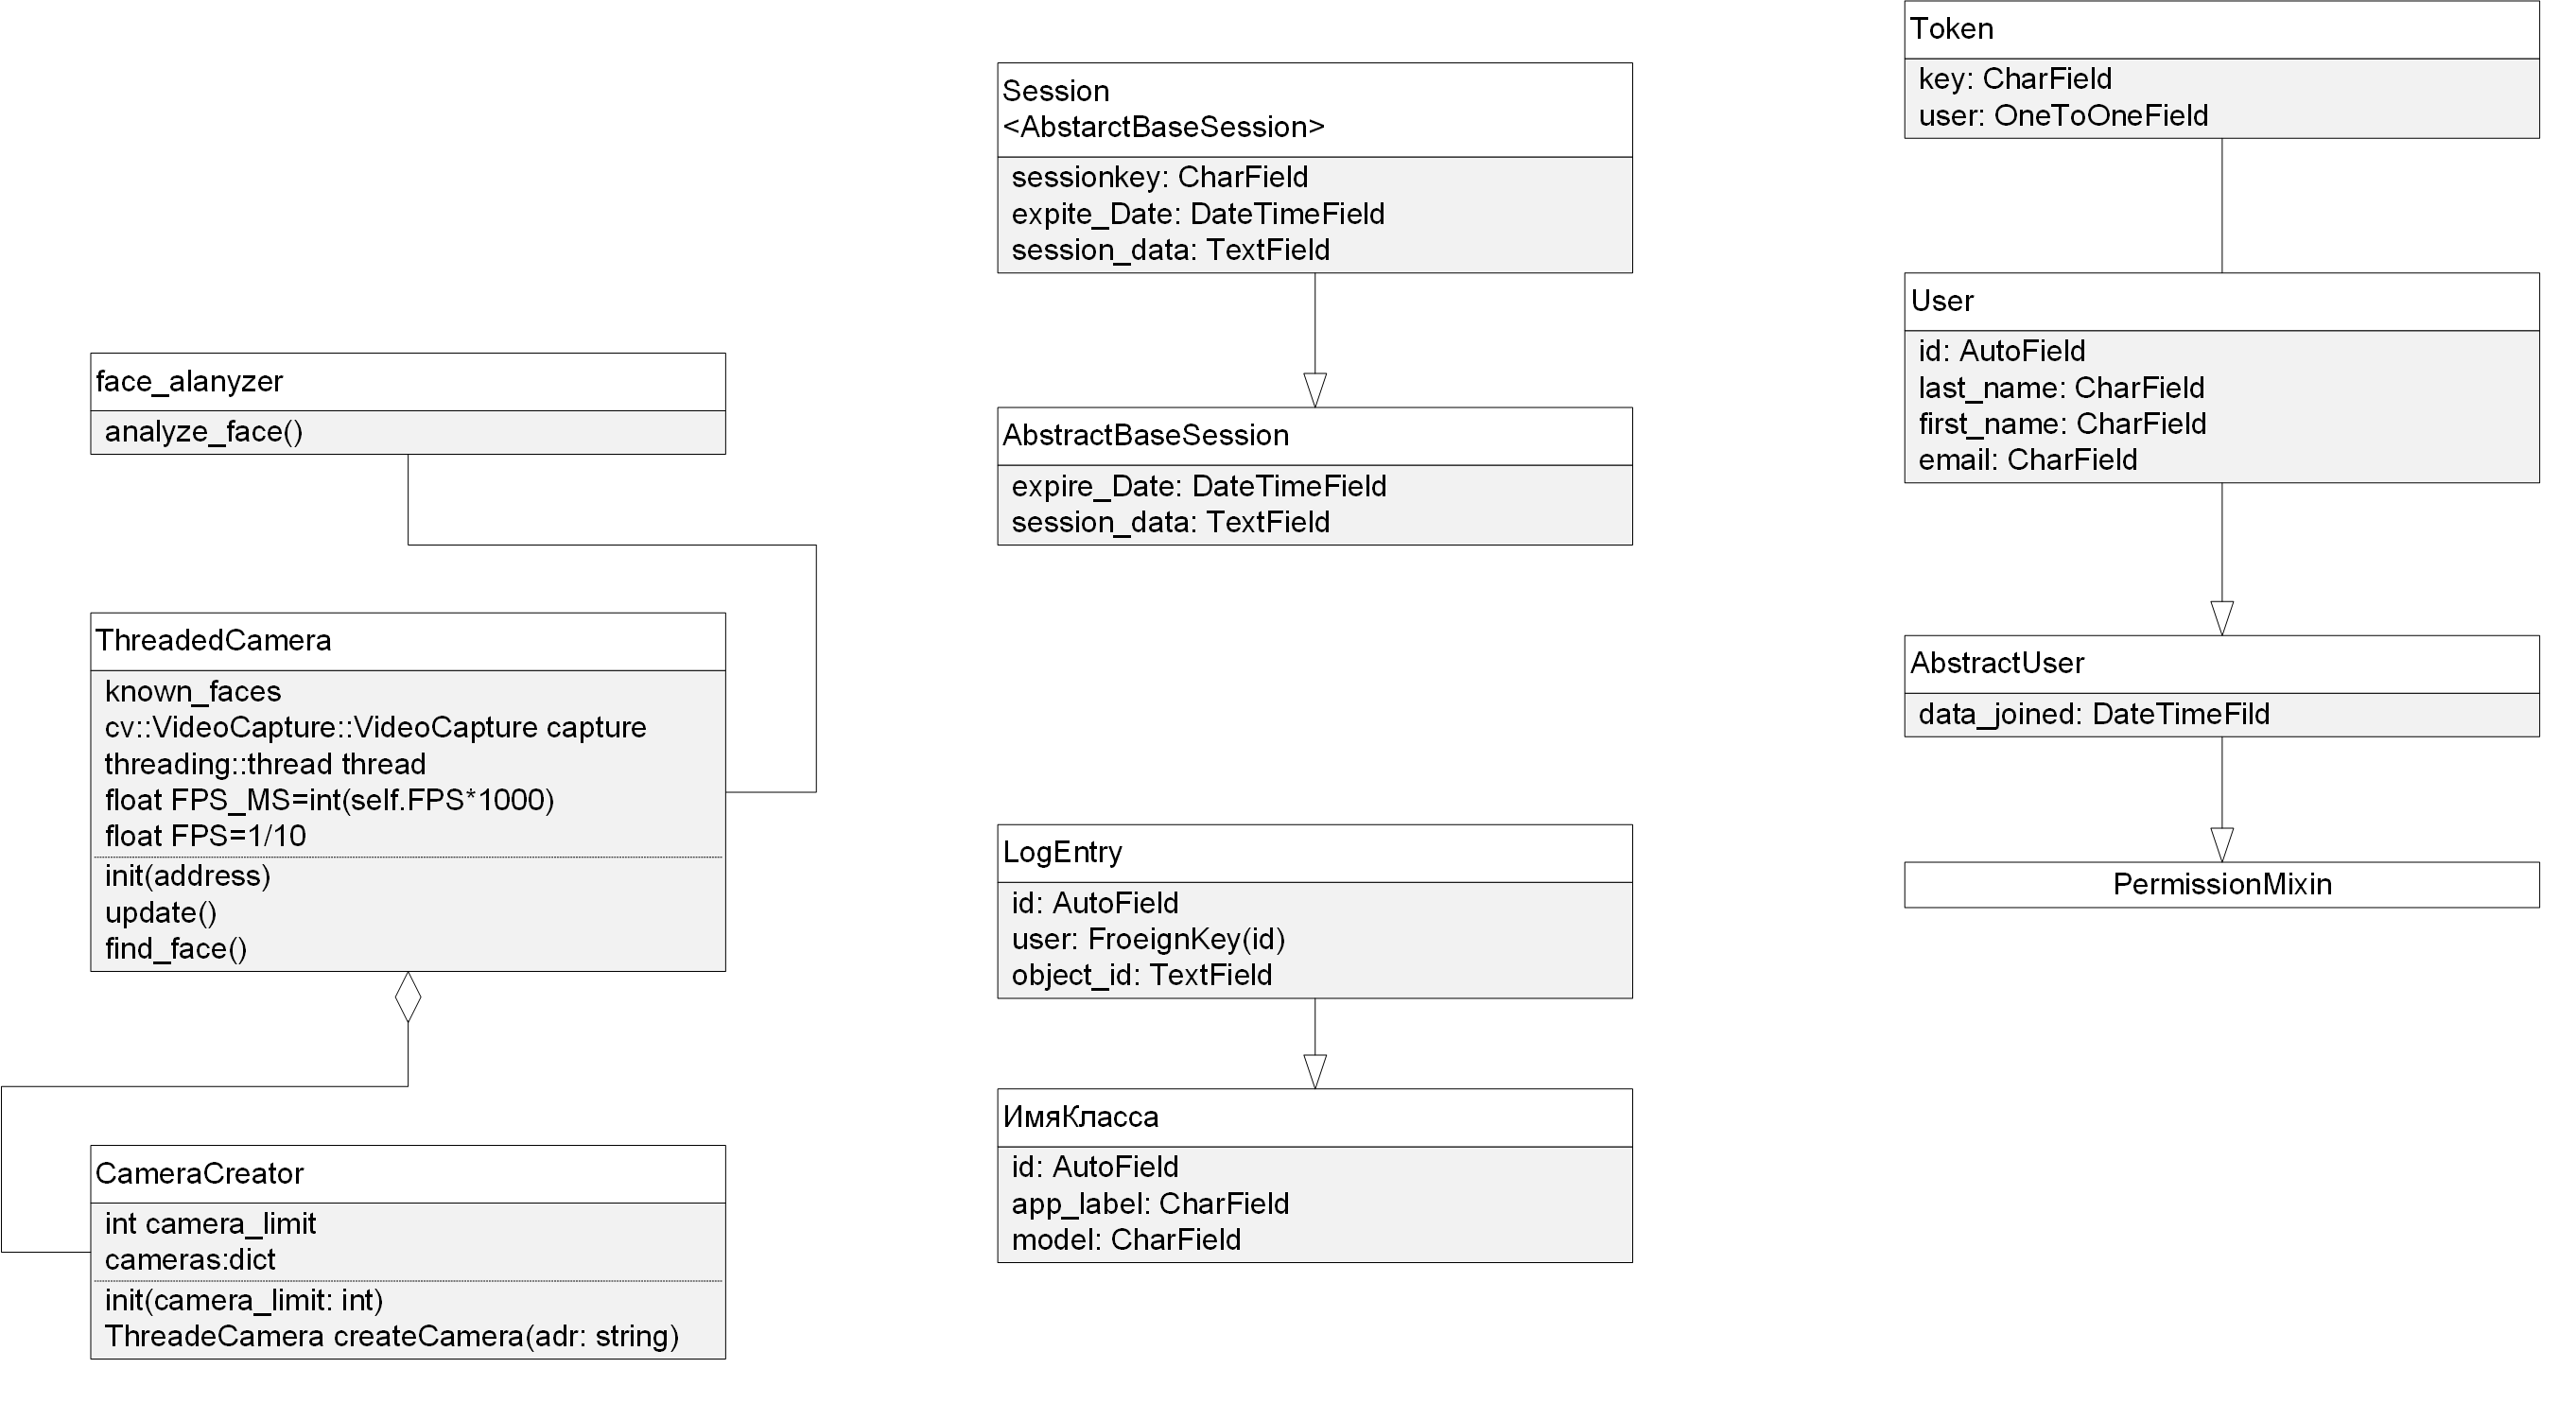 face_alanyzer
analyze_face()
ThreadedCamera
known_faces
cv::VideoCapture::VideoCapture capture
threading::thread thread
float FPS_MS=int(self.FPS*1000)
float FPS=1/10
init(address)
update()
find_face()
CameraCreator
int camera_limit
cameras:dict
init(camera_limit: int)
ThreadeCamera createCamera(adr: string)
Session
<AbstarctBaseSession>
sessionkey: CharField
expite_Date: DateTimeField
session_data: TextField
AbstractBaseSession
expire_Date: DateTimeField
session_data: TextField
LogEntry
id: AutoField
user: FroeignKey(id)
object_id: TextField
ИмяКласса
id: AutoField
app_label: CharField
model: CharField
Token
key: CharField
user: OneToOneField
User
id: AutoField
last_name: CharField
first_name: CharField
email: CharField
AbstractUser
data_joined: DateTimeFild
PermissionMixin